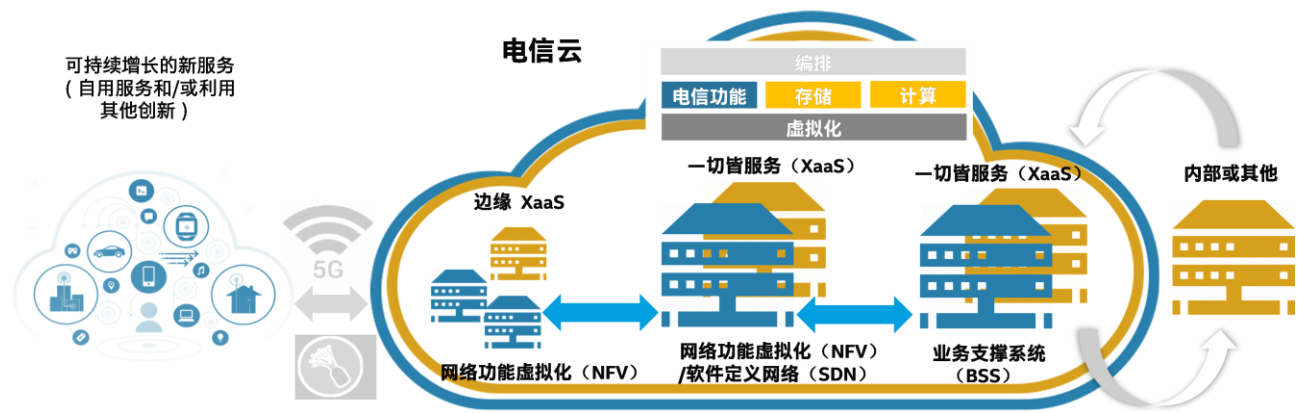 电信云
可持续增长的新服务
(自用服务和/或利用
其他创新)
编排
电信功能
存储
计算
虚拟化
一切皆服务（XaaS）
一切皆服务（XaaS）
内部或其他
边缘 XaaS
5G
网络功能虚拟化（NFV）
网络功能虚拟化（NFV）
/软件定义网络（SDN）
业务支撑系统
（BSS）